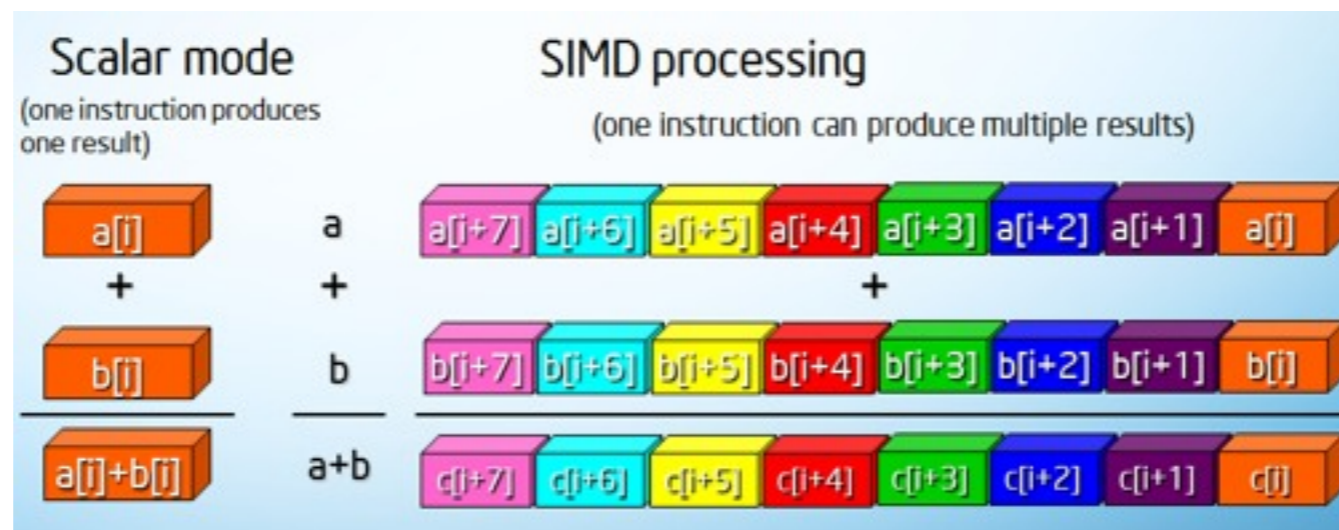 Scalar mode
SIMD processing
(one instruction produces
one result)
(one instruction can produce multiple results)
a[i] a a[i+7] a[i+6] a[i+5] a[i+4] a[i+3] a[i+2] a[i+1] a[i]
+ + +
b[i] b b[i+7] b[i+6] b[i+5] b[i+4] b[i+3] b[i+2] b[i+1] b[i]
a[i]+b[i] a+b c[i+7] c[i+6] c[i+5] c[i+4] c[i+3] c[i+2] c[i+1] c[i]